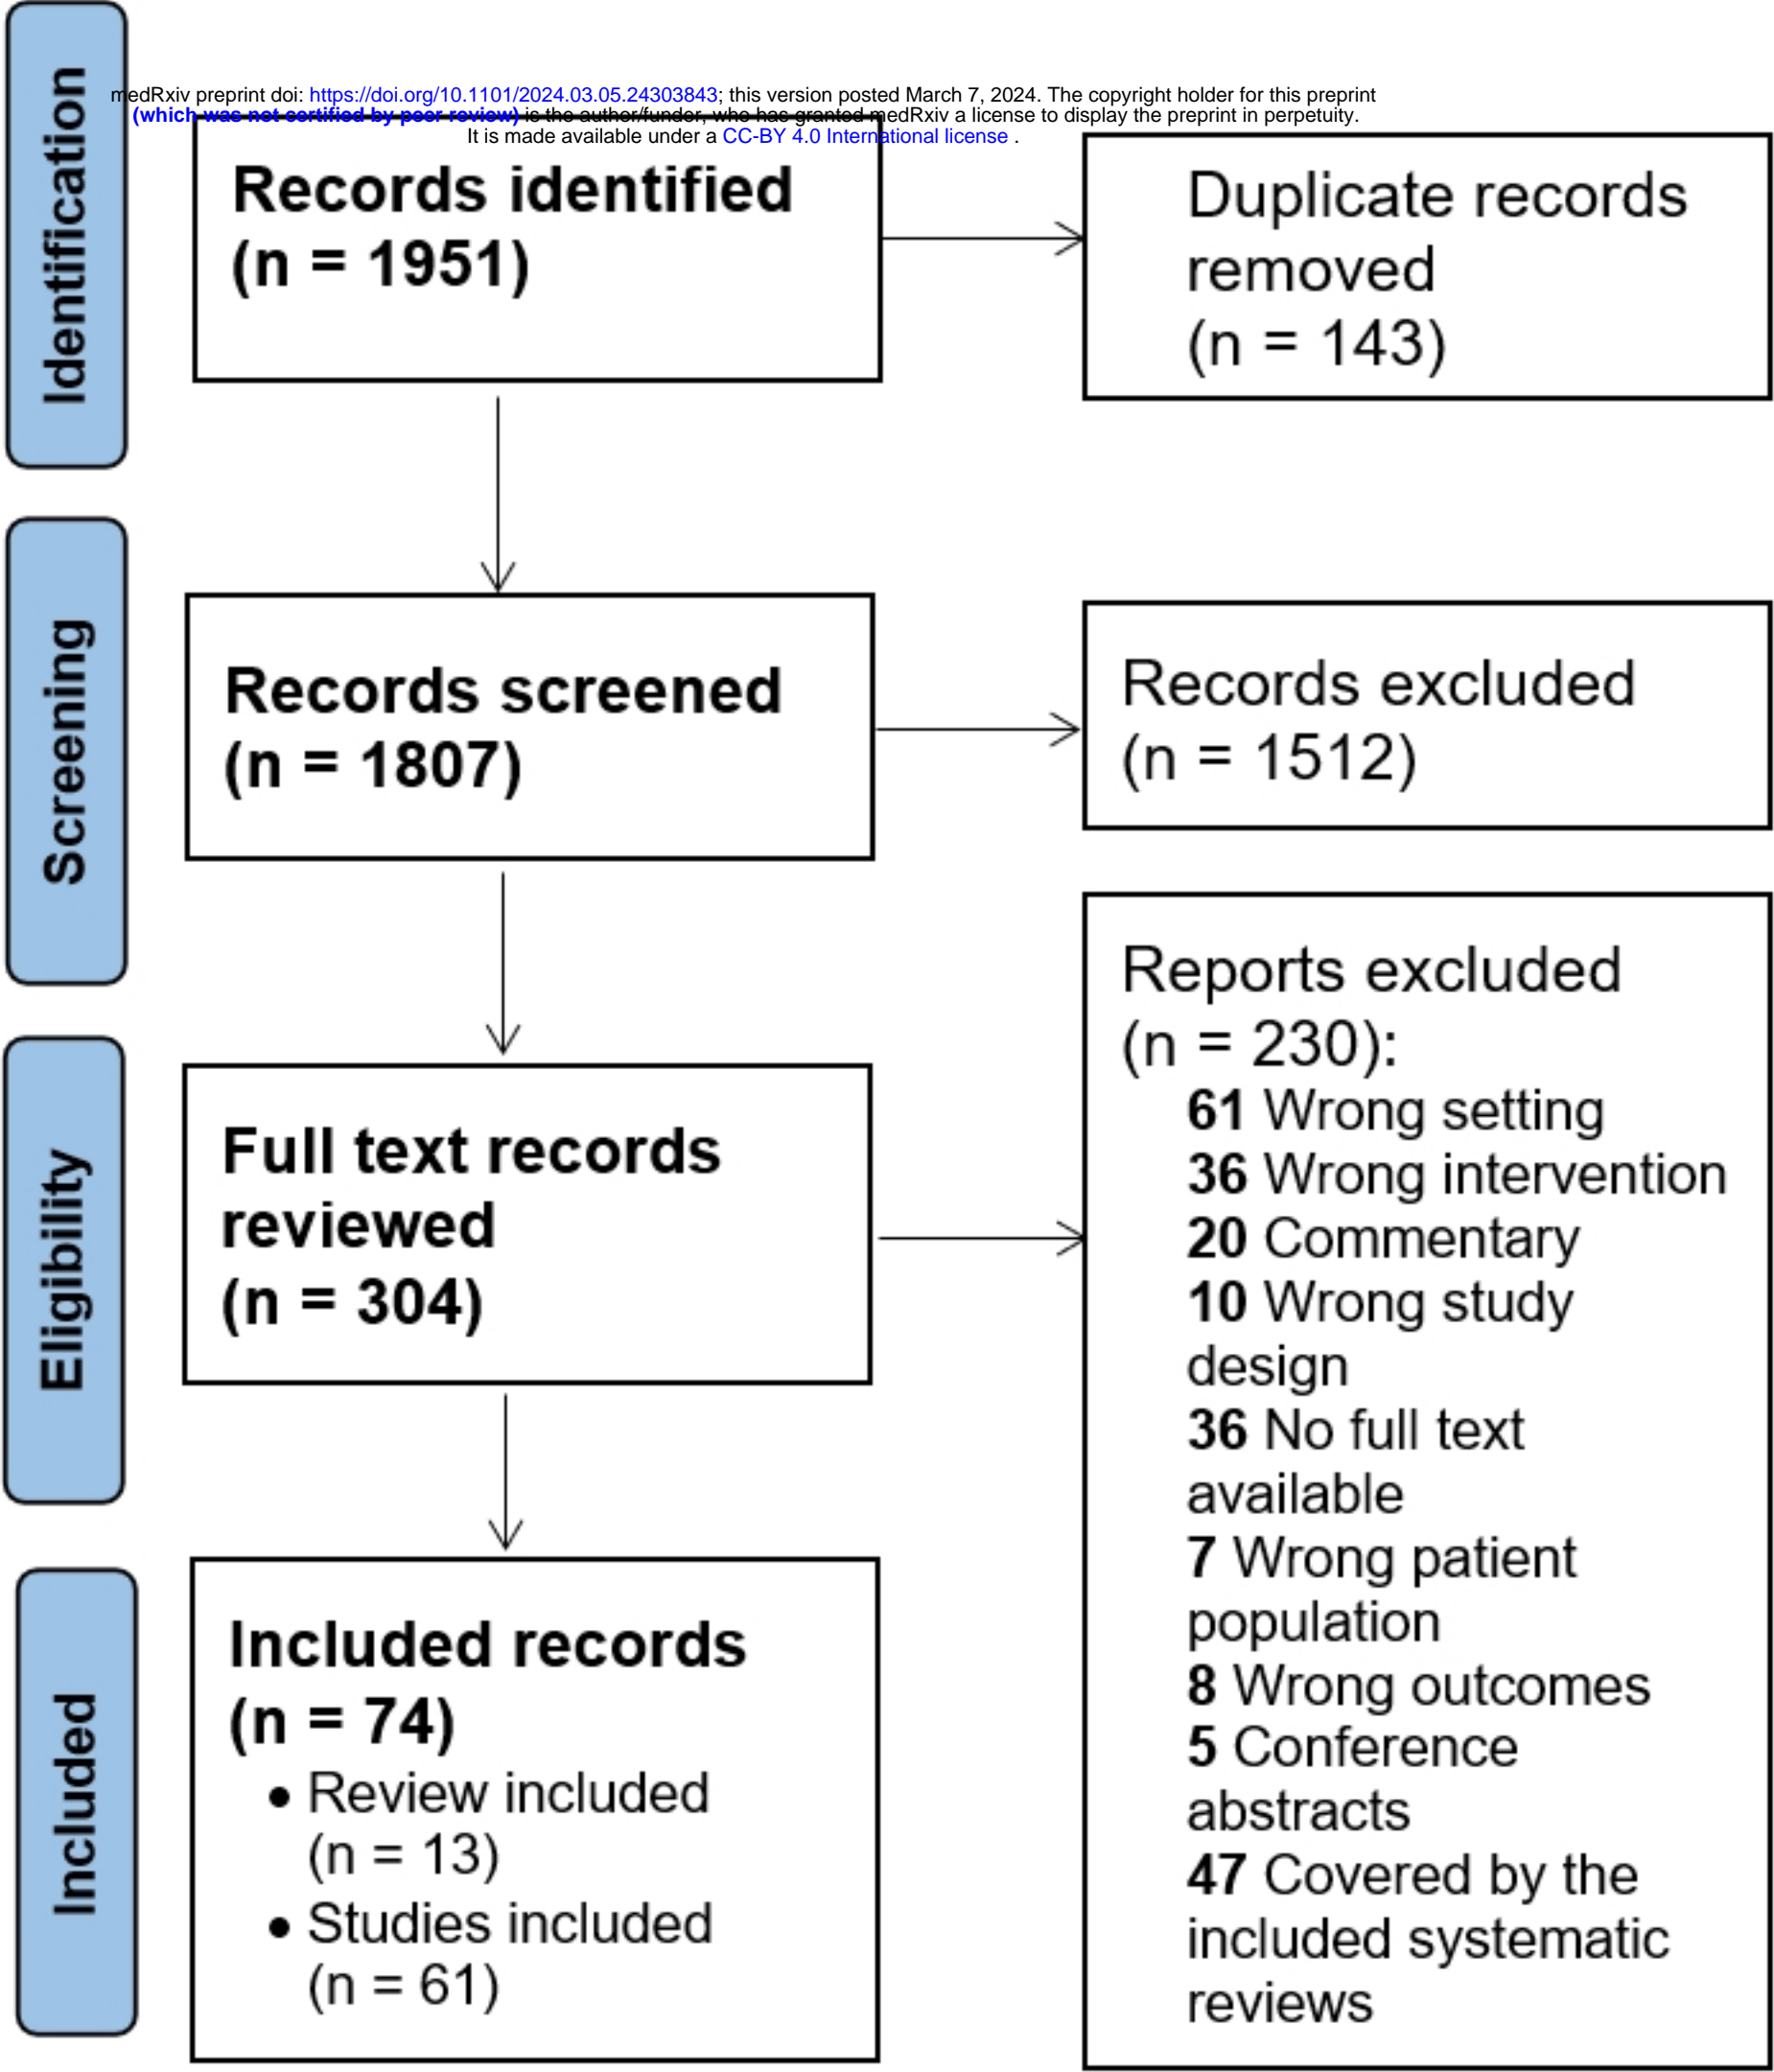 medRxiv preprint doi: https://doi.org/10.1101/2024.03.05.24303843; this version posted March 7, 2024. The copyright holder for this preprint
(which was not certified by peer review) is the author/funder, who has granted medRxiv a license to display the preprint in perpetuity.
It is made available under a CC-BY 4.0 International license .
Identification
Records identified
(n = 1951)
Duplicate records
removed
(n = 143)
Screening
Records screened
(n = 1807)
Records excluded
(n = 1512)
Eligibility
Full text records
reviewed
(n = 304)
Reports excluded
(n = 230):
61 Wrong setting
36 Wrong intervention
20 Commentary
10 Wrong study
design
36 No full text
available
7 Wrong patient
population
8 Wrong outcomes
5 Conference
abstracts
47 Covered by the
included systematic
reviews
Included
Included records
(n = 74)
• Review included
(n = 13)
• Studies included
(n = 61)